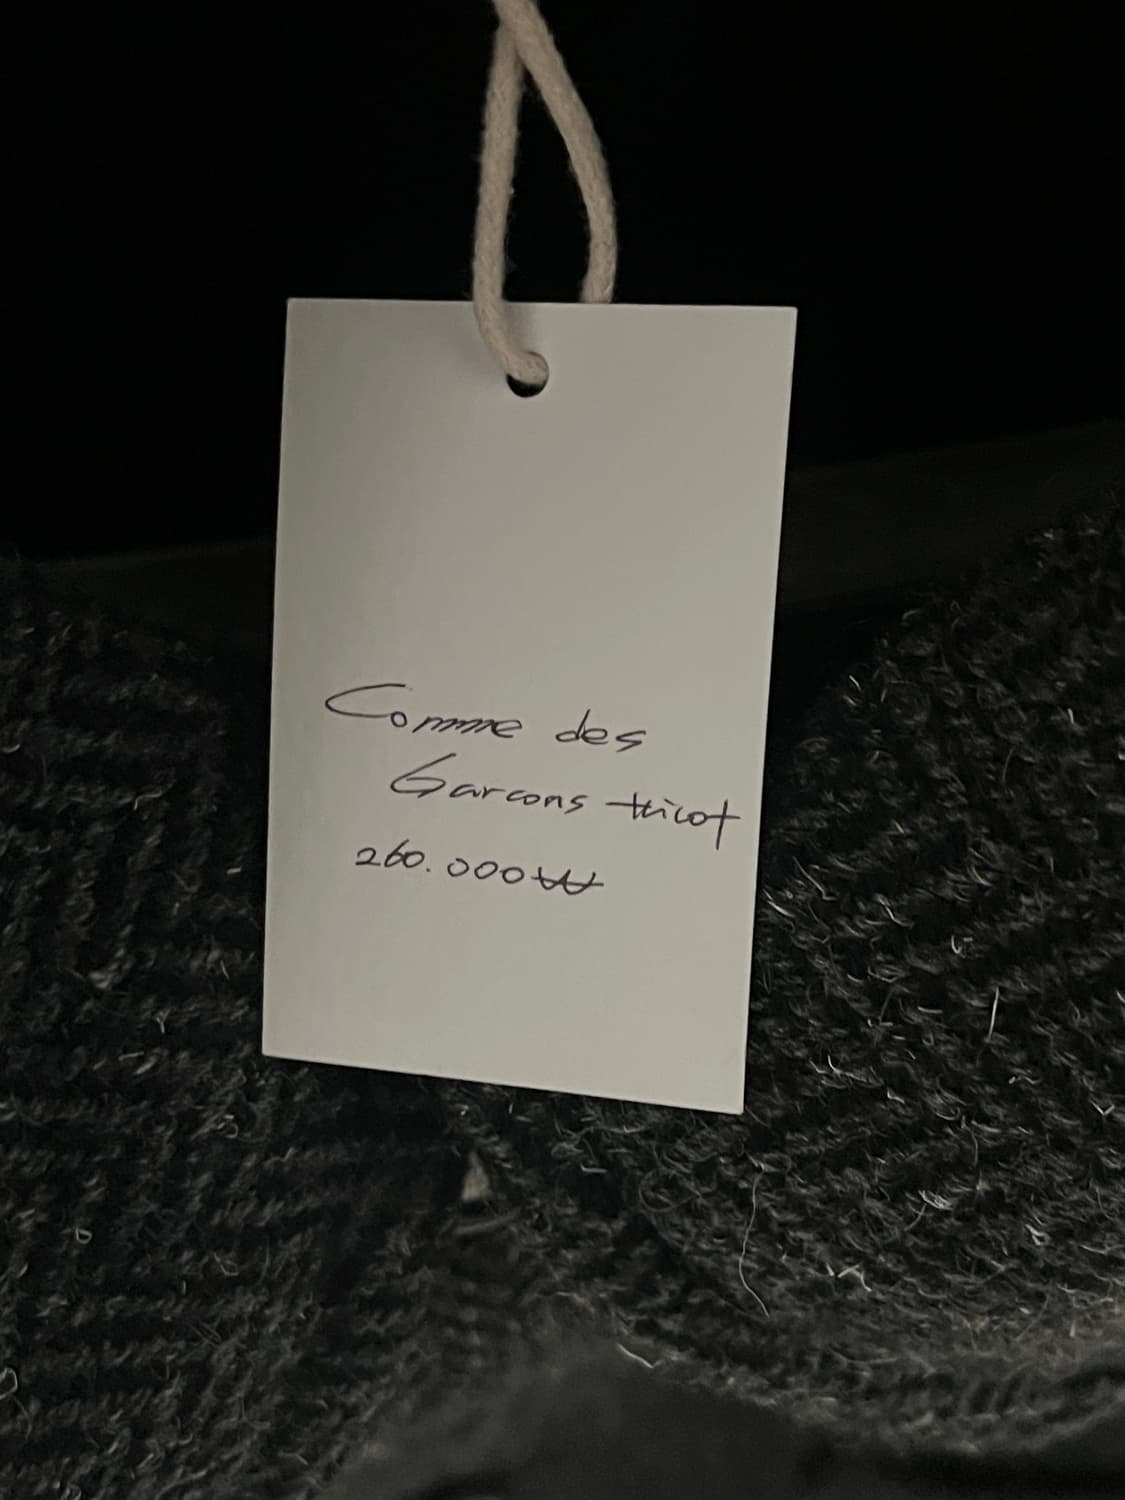 Comme des
Garcons tricot
260.000₩